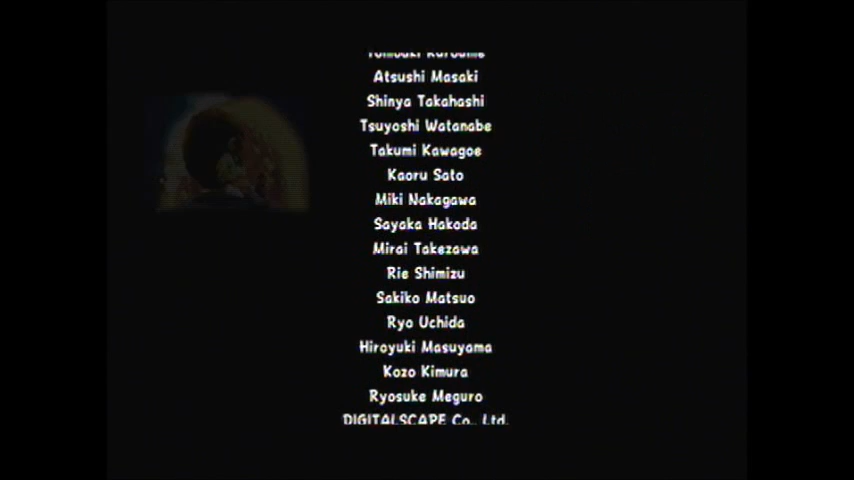 Atsushi Masaki
Shinya Takahashi
Tsuyoshi Watanabe
Takumi Kawagoe
Kaoru Sato
Miki Nakagawa
Sayaka Hakoda
Mirai Takezawa
Rie Shimizu
Sakiko Matsuo
Ryo Uchida
Hiroyuki Masuyama
Kozo Kimura
Ryosuke Meguro
DIGITALSCAPE Co., Ltd.